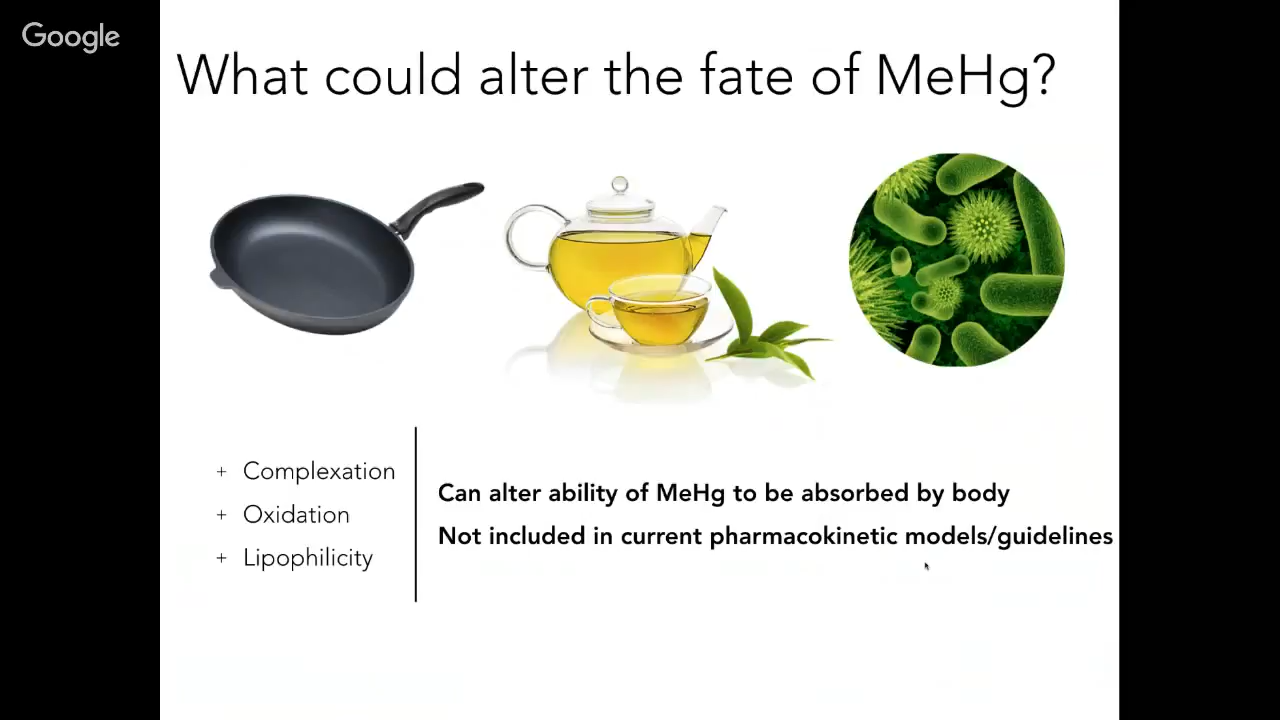 Google
What could alter the fate of MeHg?
+ Complexation
+ Oxidation
+ Lipophilicity
Can alter ability of MeHg to be absorbed by body
Not included in current pharmacokinetic models/guidelines